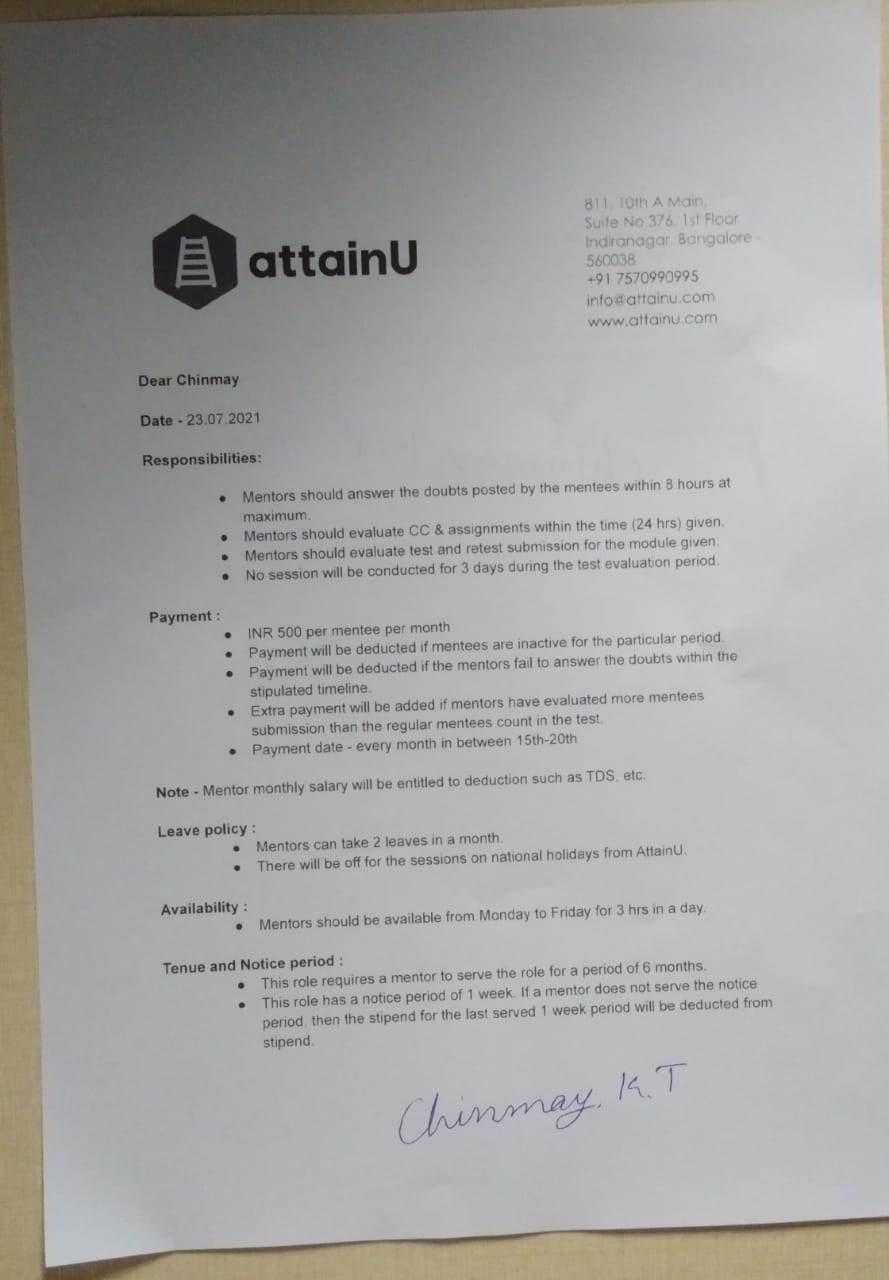 attainU
811, 10th A Main,
Suite No.376, 1st Floor
Indiranagar, Bangalore -
560038
+91 7570990995
info@attainu.com
www.attainu.com
Dear Chinmay
Date - 23.07.2021
Responsibilities:
● Mentors should answer the doubts posted by the mentees within 8 hours at
maximum.
● Mentors should evaluate CC & assignments within the time (24 hrs) given.
● Mentors should evaluate test and retest submission for the module given.
● No session will be conducted for 3 days during the test evaluation period.
Payment :
● INR 500 per mentee per month
● Payment will be deducted if mentees are inactive for the particular period.
● Payment will be deducted if the mentors fail to answer the doubts within the
stipulated timeline.
● Extra payment will be added if mentors have evaluated more mentees
submission than the regular mentees count in the test.
● Payment date - every month in between 15th-20th
Note - Mentor monthly salary will be entitled to deduction such as TDS, etc.
Leave policy :
● Mentors can take 2 leaves in a month.
● There will be off for the sessions on national holidays from AttainU.
Availability :
● Mentors should be available from Monday to Friday for 3 hrs in a day.
Tenue and Notice period :
● This role requires a mentor to serve the role for a period of 6 months.
● This role has a notice period of 1 week. If a mentor does not serve the notice
period, then the stipend for the last served 1 week period will be deducted from
stipend.
Chinmay. K.T